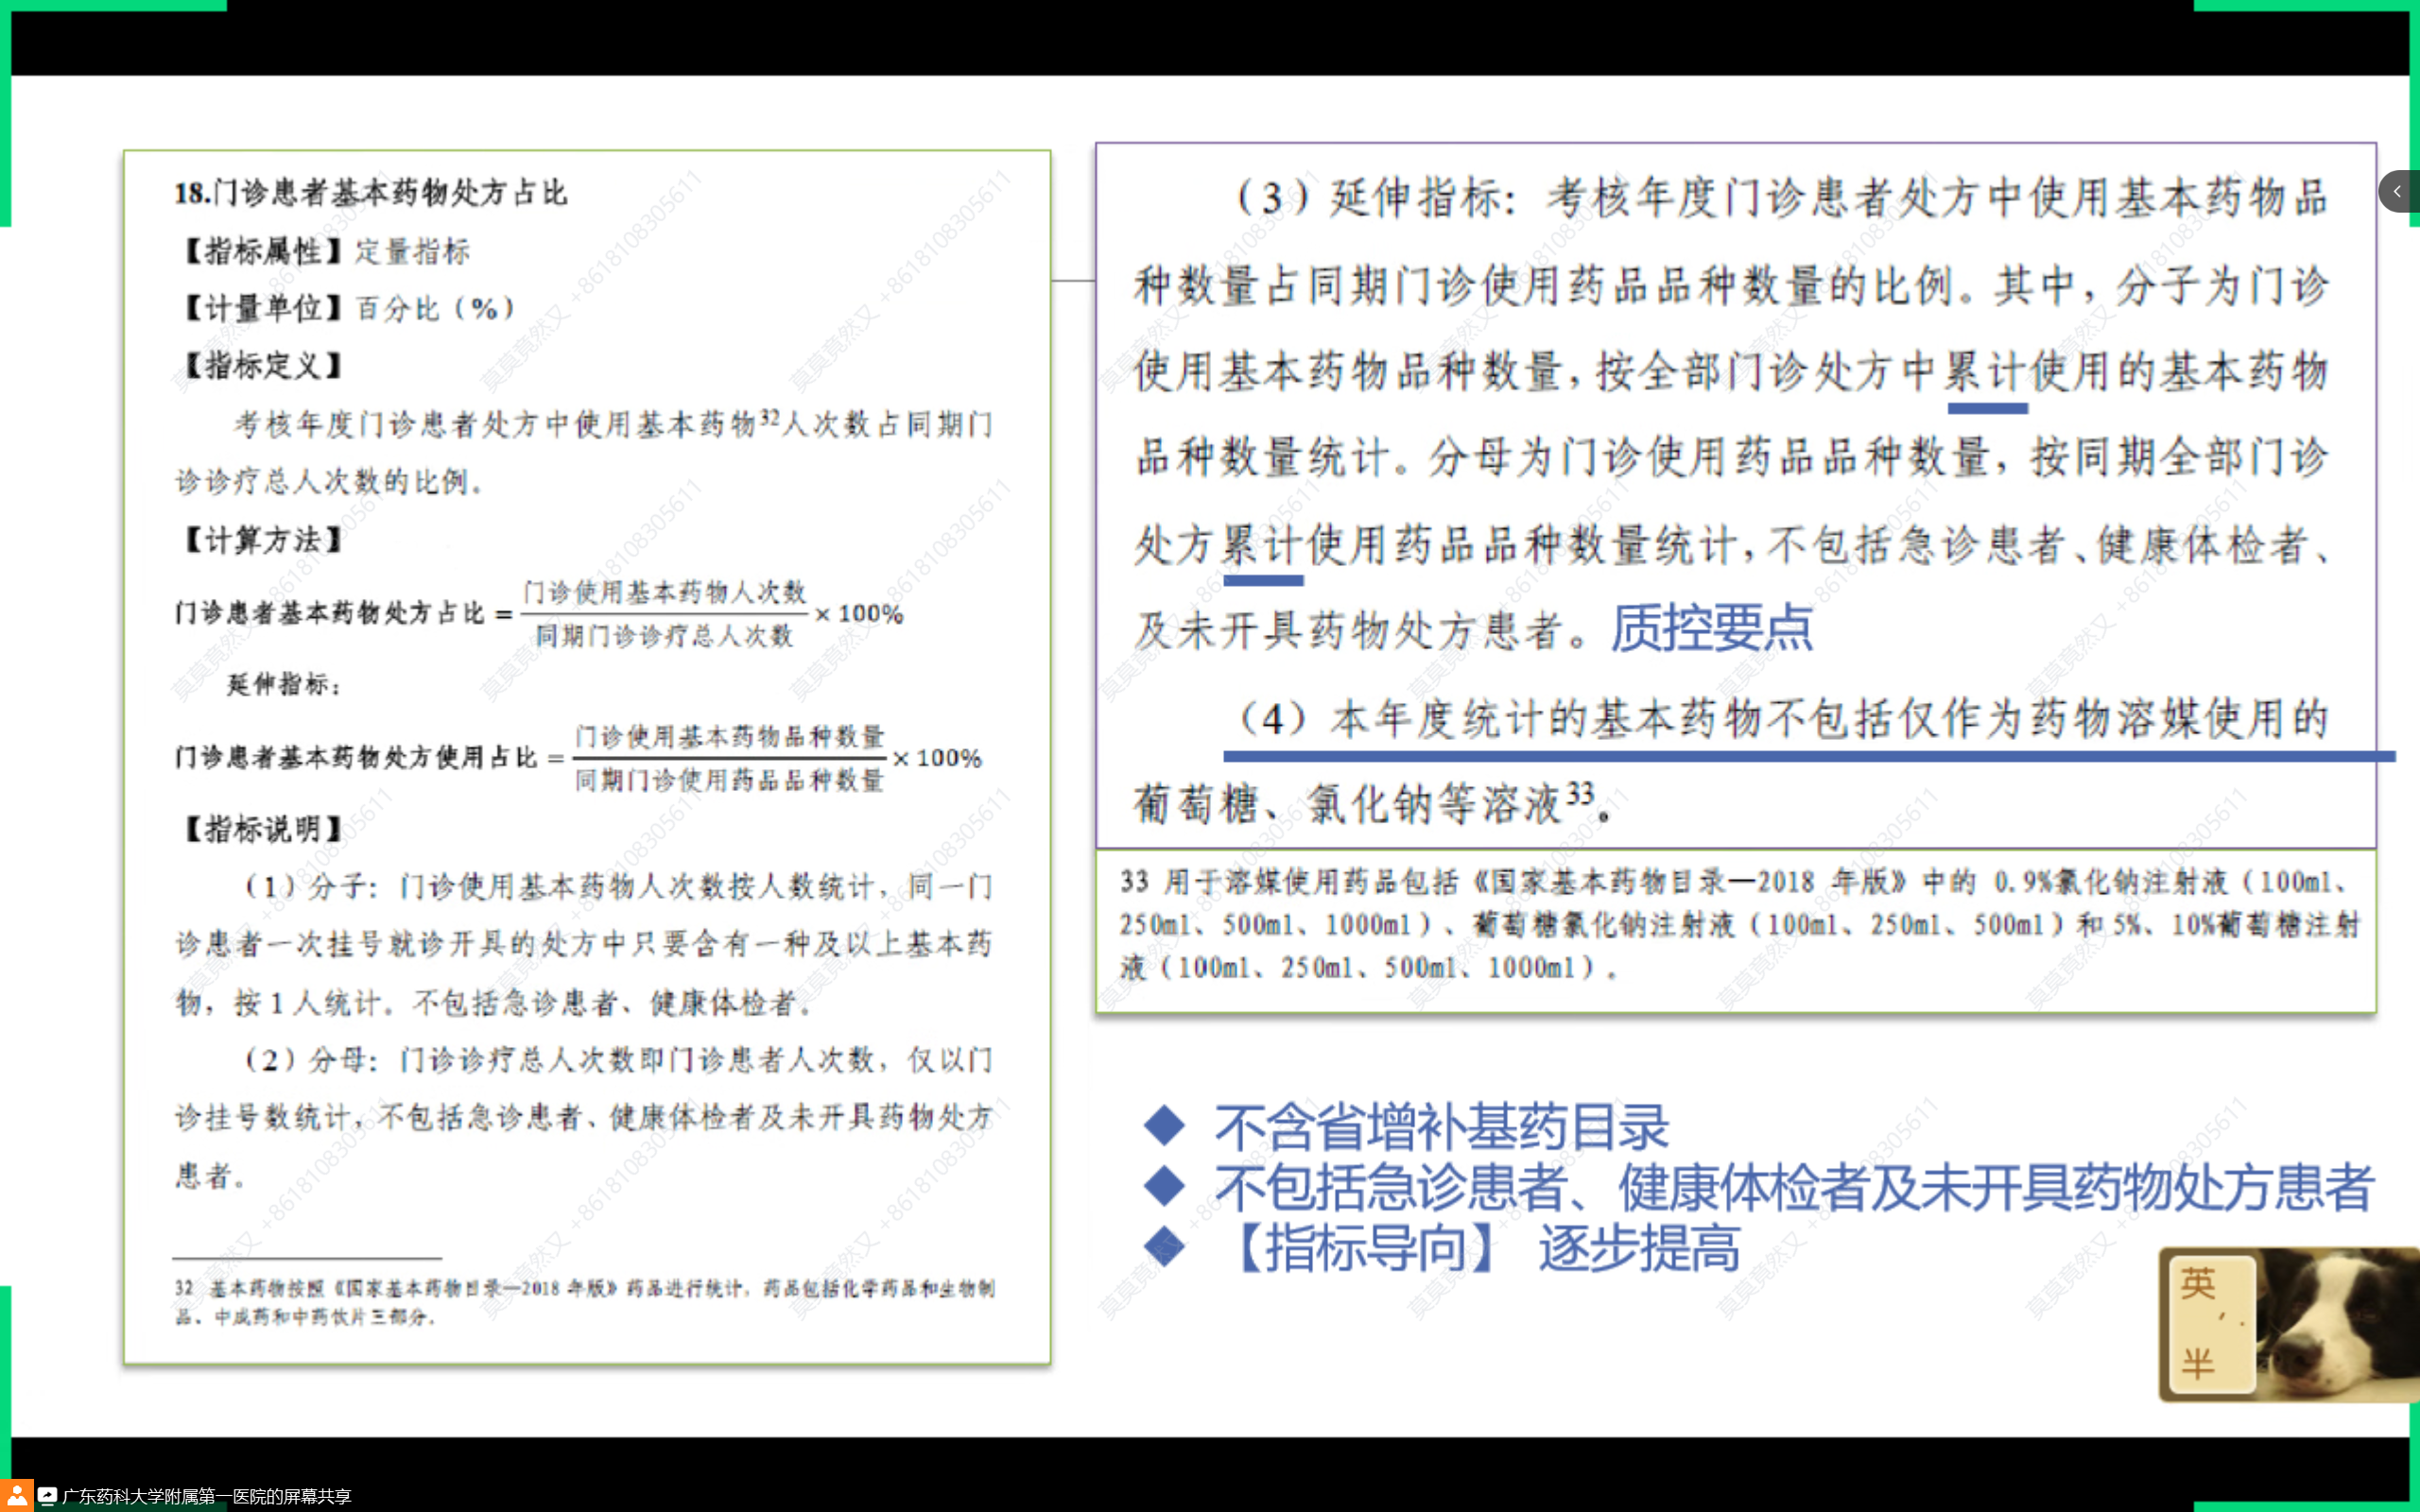 18.门诊患者基本药物处方占比
【指标属性】定量指标
【计量单位】百分比（%）
【指标定义】
考核年度门诊患者处方中使用基本药物32人次数占同期门
诊诊疗总人次数的比例。
【计算方法】
门诊患者基本药物处方占比 = 门诊使用基本药物人次数 / 同期门诊诊疗总人次数 × 100%
延伸指标：
门诊患者基本药物处方使用占比 = 门诊使用基本药物品种数量 / 同期门诊使用药品品种数量 × 100%
【指标说明】
（1）分子：门诊使用基本药物人次数按人数统计，同一门
诊患者一次挂号就诊开具的处方中只要含有一种及以上基本药
物，按 1 人统计。不包括急诊患者、健康体检者。
（2）分母：门诊诊疗总人次数即门诊患者人次数，仅以门
诊挂号数统计，不包括急诊患者、健康体检者及未开具药物处方
患者。
32 基本药物按照《国家基本药物目录—2018 年版》药品进行统计，药品包括化学药品和生物制
品、中成药和中药饮片三部分。
（3）延伸指标：考核年度门诊患者处方中使用基本药物品
种数量占同期门诊使用药品品种数量的比例。其中，分子为门诊
使用基本药物品种数量，按全部门诊处方中累计使用的基本药物
品种数量统计。分母为门诊使用药品品种数量，按同期全部门诊
处方累计使用药品品种数量统计，不包括急诊患者、健康体检者、
及未开具药物处方患者。质控要点
（4）本年度统计的基本药物不包括仅作为药物溶媒使用的
葡萄糖、氯化钠等溶液33。
33 用于溶媒使用药品包括《国家基本药物目录—2018 年版》中的 0.9%氯化钠注射液（100ml、
250ml、500ml、1000ml）、葡萄糖氯化钠注射液（100ml、250ml、500ml）和 5%、10%葡萄糖注射
液（100ml、250ml、500ml、1000ml）。
◆ 不含省增补基药目录
◆ 不包括急诊患者、健康体检者及未开具药物处方患者
◆ 【指标导向】 逐步提高
英
半
广东药科大学附属第一医院的屏幕共享
莫莫竟然又 +8618108305611